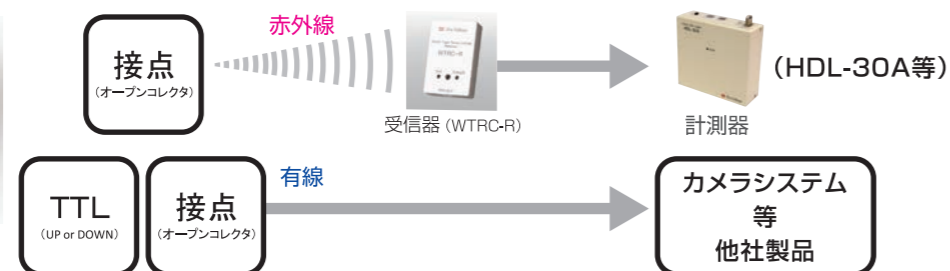 赤外線
接点
(オープンコレクタ)
WTRC-R
(HDL-30A等)
受信器 (WTRC-R)
計測器
有線
TTL
(UP or DOWN)
接点
(オープンコレクタ)
カメラシステム
等
他社製品